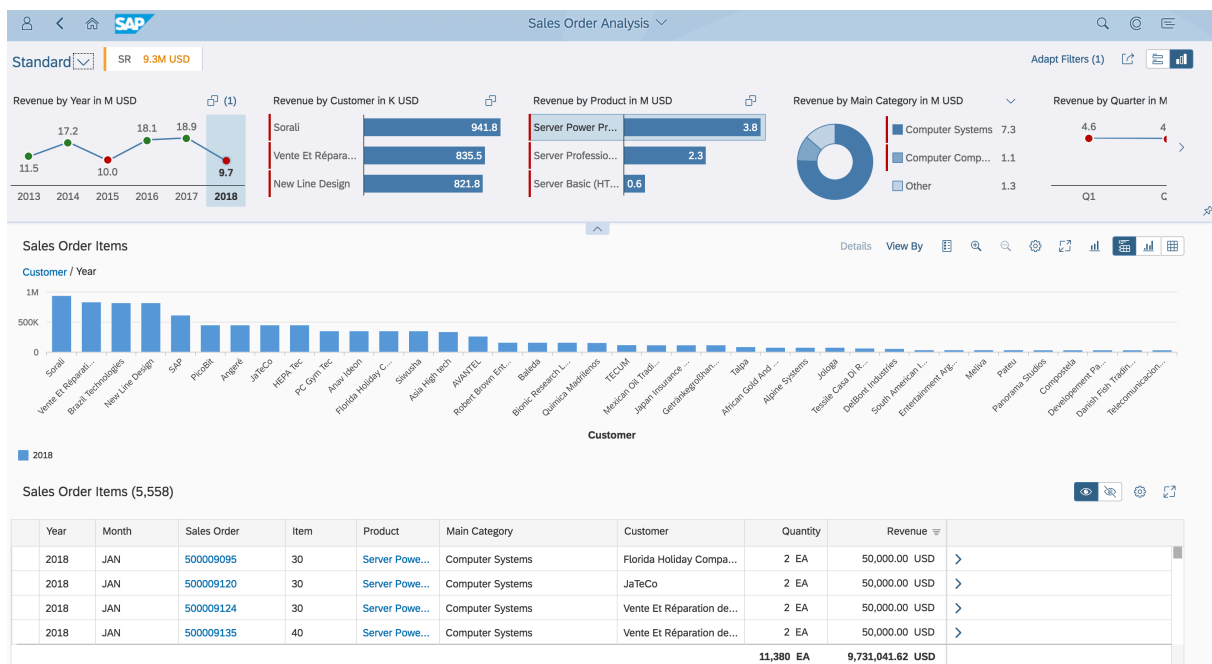 SAP
Sales Order Analysis
Standard
SR 9.3M USD
Adapt Filters (1)
Revenue by Year in M USD
(1)
11.5
17.2
10.0
18.1
18.9
9.7
2013 2014 2015 2016 2017 2018
Revenue by Customer in K USD
Sorali 941.8
Vente Et Répara... 835.5
New Line Design 821.8
Revenue by Product in M USD
Server Power Pr... 3.8
Server Professio... 2.3
Server Basic (HT... 0.6
Revenue by Main Category in M USD
Computer Systems 7.3
Computer Comp... 1.1
Other 1.3
Revenue by Quarter in M
4.6 4
Q1
Sales Order Items
Details View By
Customer / Year
1M
500K
0
Sorali
Vente Et Réparati...
Brazil Technologies
New Line Design
SAP
PicoBit
Angeré
JaTeCo
HEPA Tec
PC Gym Tec
Anav Ideon
Florida Holiday C...
Siwusha
Asia High tech
AVANTEL
Robert Brown Ent...
Baleda
Bionic Research L...
Quimica Madrilenos
TECUM
Mexican Oil Tradi...
Japan Insurance ...
Getränkegroßhan...
Talpa
African Gold And ...
Alpine Systems
Jologa
Tessile Casa Di R...
DelBont Industries
South American I...
Entertainment Arg...
Meliva
Pateu
Panorama Studios
Compostela
Developement Pa...
Danish Fish Tradin...
Telecomunicacion...
Customer
2018
Sales Order Items (5,558)
Year Month Sales Order Item Product Main Category Customer Quantity Revenue
2018 JAN 500009095 30 Server Powe... Computer Systems Florida Holiday Compa... 2 EA 50,000.00 USD
2018 JAN 500009120 30 Server Powe... Computer Systems JaTeCo 2 EA 50,000.00 USD
2018 JAN 500009124 30 Server Powe... Computer Systems Vente Et Réparation de... 2 EA 50,000.00 USD
2018 JAN 500009135 40 Server Powe... Computer Systems Vente Et Réparation de... 2 EA 50,000.00 USD
11,380 EA 9,731,041.62 USD